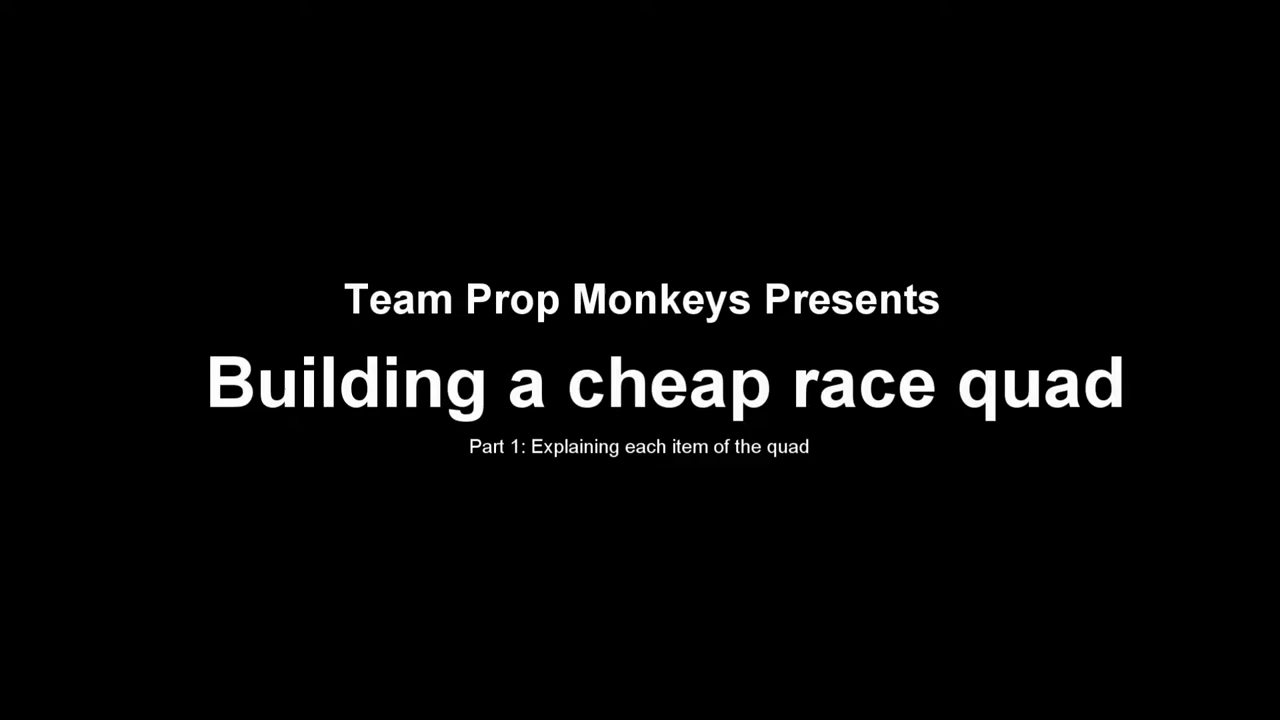 Team Prop Monkeys Presents
Building a cheap race quad
Part 1: Explaining each item of the quad